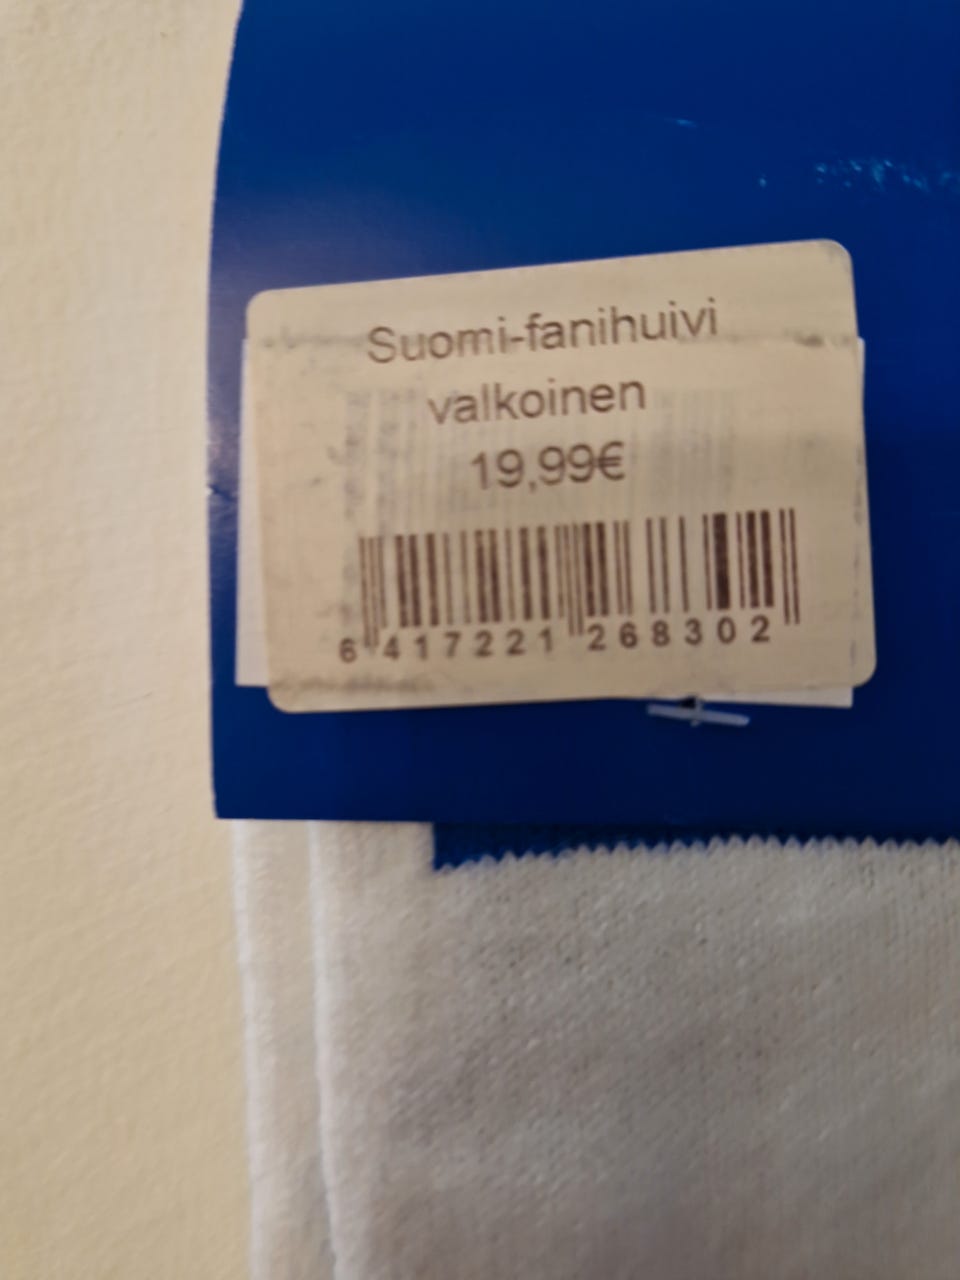 Suomi-fanihuivi
valkoinen
19,99€
6 417221 268302